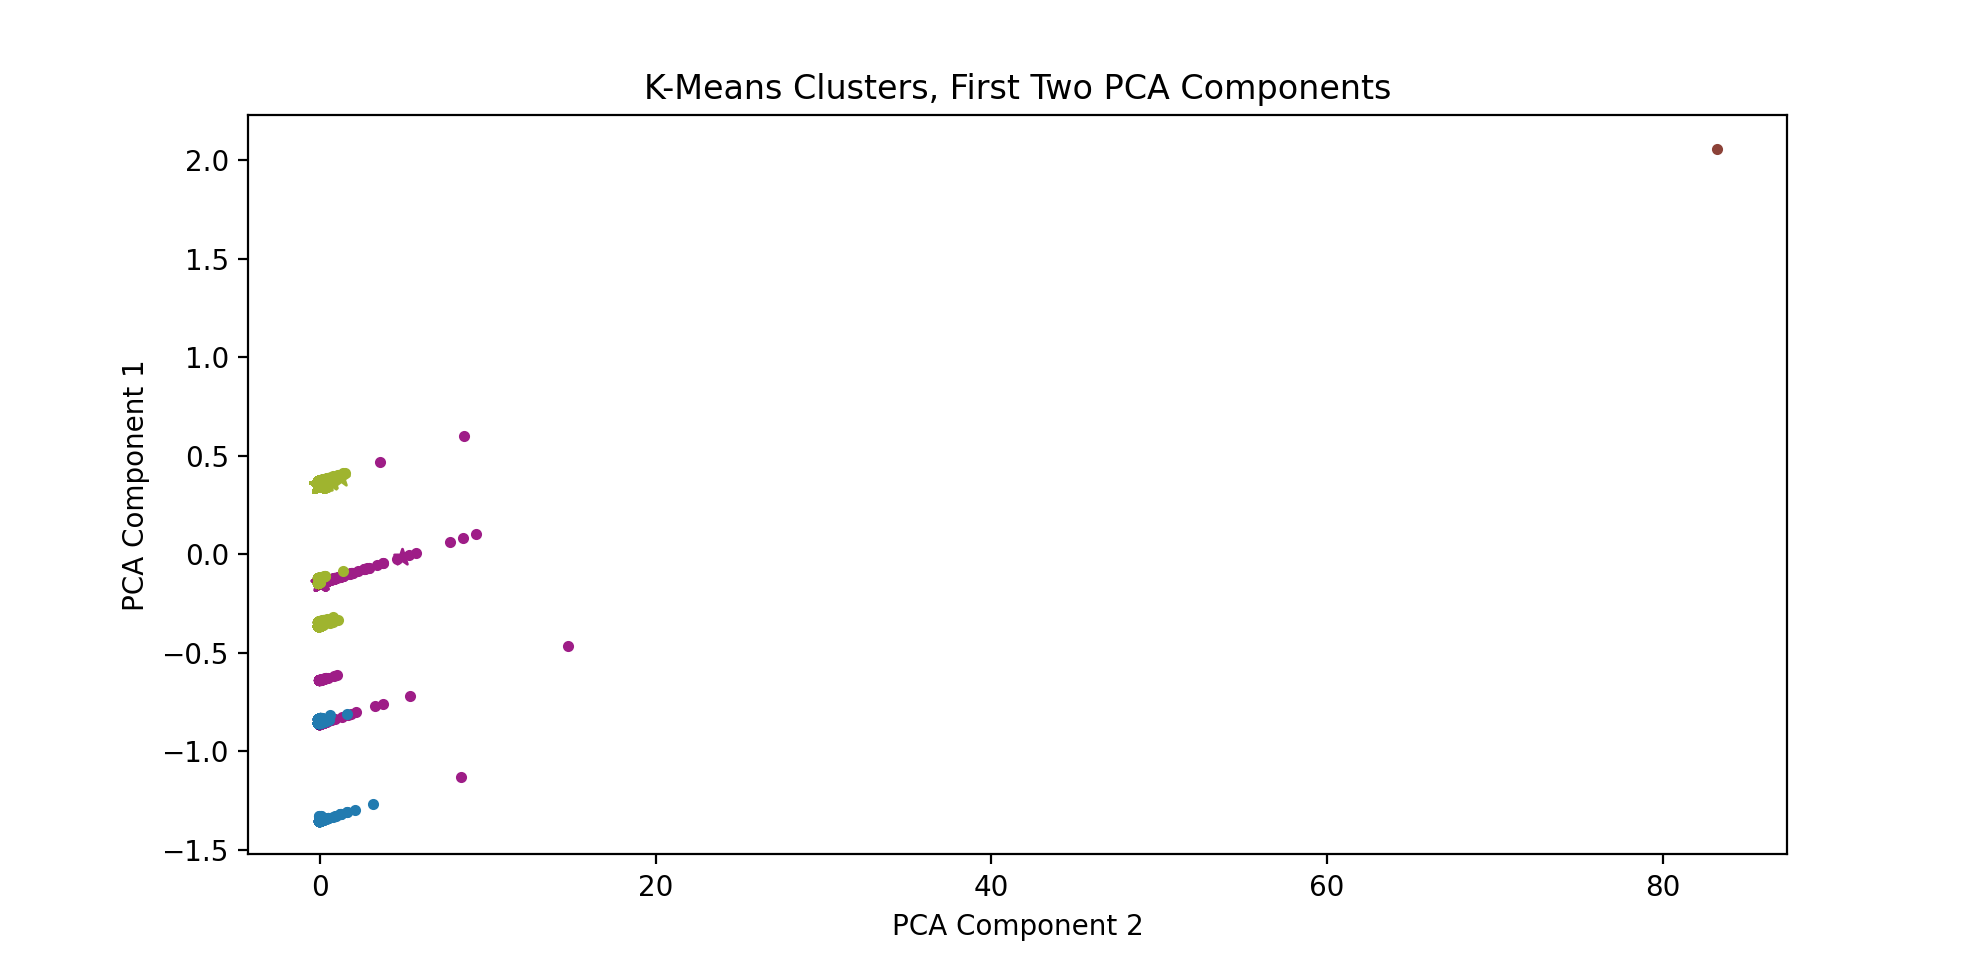 K-Means Clusters, First Two PCA Components
2.0
1.5
1.0
0.5
0.0
−0.5
−1.0
−1.5
PCA Component 1
0 20 40 60 80
PCA Component 2